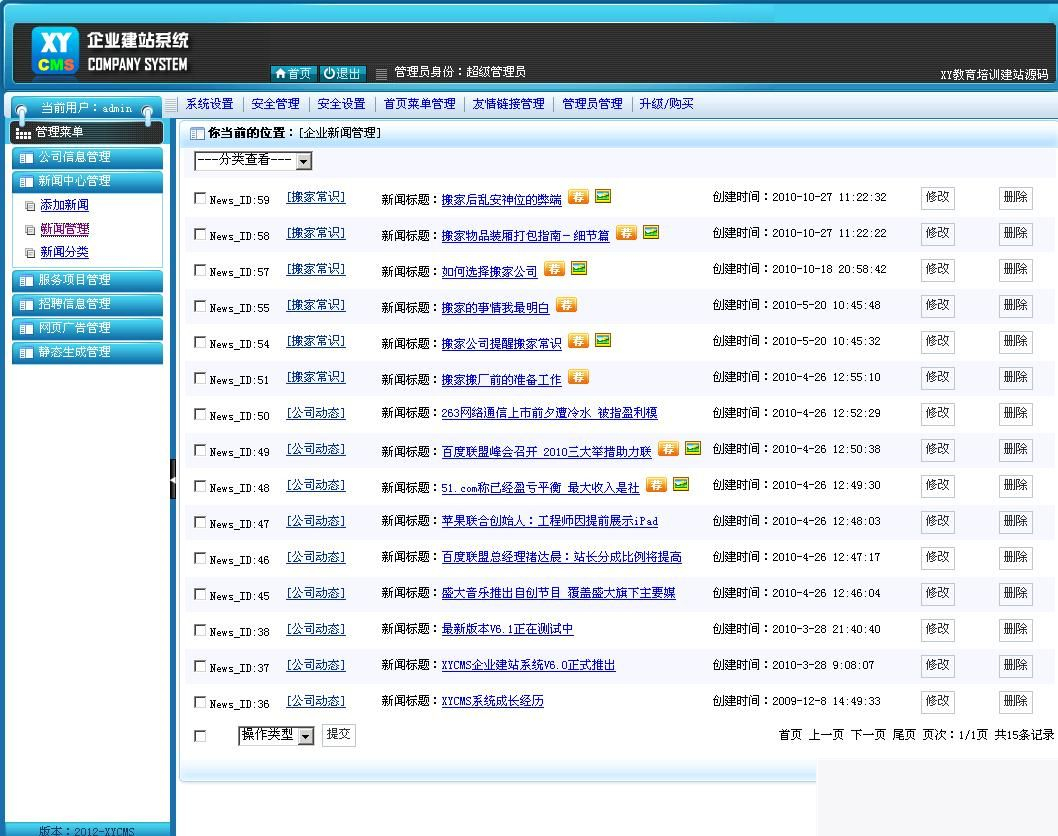 XY CMS 企业建站系统
COMPANY SYSTEM
首页 退出 管理员身份：超级管理员
XY教育培训建站源码
当前用户：admin
系统设置 安全管理 安全设置 首页菜单管理 友情链接管理 管理员管理 升级/购买
管理菜单
公司信息管理
新闻中心管理
添加新闻
新闻管理
新闻分类
服务项目管理
招聘信息管理
网页广告管理
静态生成管理
版本：2012-XYCMS
你当前的位置：[企业新闻管理]
---分类查看---
News_ID:59 [搬家常识] 新闻标题：搬家后乱安神位的弊端 荐 创建时间：2010-10-27 11:22:32 修改 删除
News_ID:58 [搬家常识] 新闻标题：搬家物品装厢打包指南－细节篇 荐 创建时间：2010-10-27 11:22:22 修改 删除
News_ID:57 [搬家常识] 新闻标题：如何选择搬家公司 荐 创建时间：2010-10-18 20:58:42 修改 删除
News_ID:55 [搬家常识] 新闻标题：搬家的事情我最明白 荐 创建时间：2010-5-20 10:45:48 修改 删除
News_ID:54 [搬家常识] 新闻标题：搬家公司提醒搬家常识 荐 创建时间：2010-5-20 10:45:32 修改 删除
News_ID:51 [搬家常识] 新闻标题：搬家搬厂前的准备工作 荐 创建时间：2010-4-26 12:55:10 修改 删除
News_ID:50 [公司动态] 新闻标题：263网络通信上市前夕遭冷水 被指盈利模 创建时间：2010-4-26 12:52:29 修改 删除
News_ID:49 [公司动态] 新闻标题：百度联盟峰会召开 2010三大举措助力联 荐 创建时间：2010-4-26 12:50:38 修改 删除
News_ID:48 [公司动态] 新闻标题：51.com称已经盈亏平衡 最大收入是社 荐 创建时间：2010-4-26 12:49:30 修改 删除
News_ID:47 [公司动态] 新闻标题：苹果联合创始人：工程师因提前展示iPad 创建时间：2010-4-26 12:48:03 修改 删除
News_ID:46 [公司动态] 新闻标题：百度联盟总经理褚达晨：站长分成比例将提高 创建时间：2010-4-26 12:47:17 修改 删除
News_ID:45 [公司动态] 新闻标题：盛大音乐推出自创节目 覆盖盛大旗下主要媒 创建时间：2010-4-26 12:46:04 修改 删除
News_ID:38 [公司动态] 新闻标题：最新版本V6.1正在测试中 创建时间：2010-3-28 21:40:40 修改 删除
News_ID:37 [公司动态] 新闻标题：XYCMS企业建站系统V6.0正式推出 创建时间：2010-3-28 9:08:07 修改 删除
News_ID:36 [公司动态] 新闻标题：XYCMS系统成长经历 创建时间：2009-12-8 14:49:33 修改 删除
操作类型 提交 首页 上一页 下一页 尾页 页次：1/1页 共15条记录